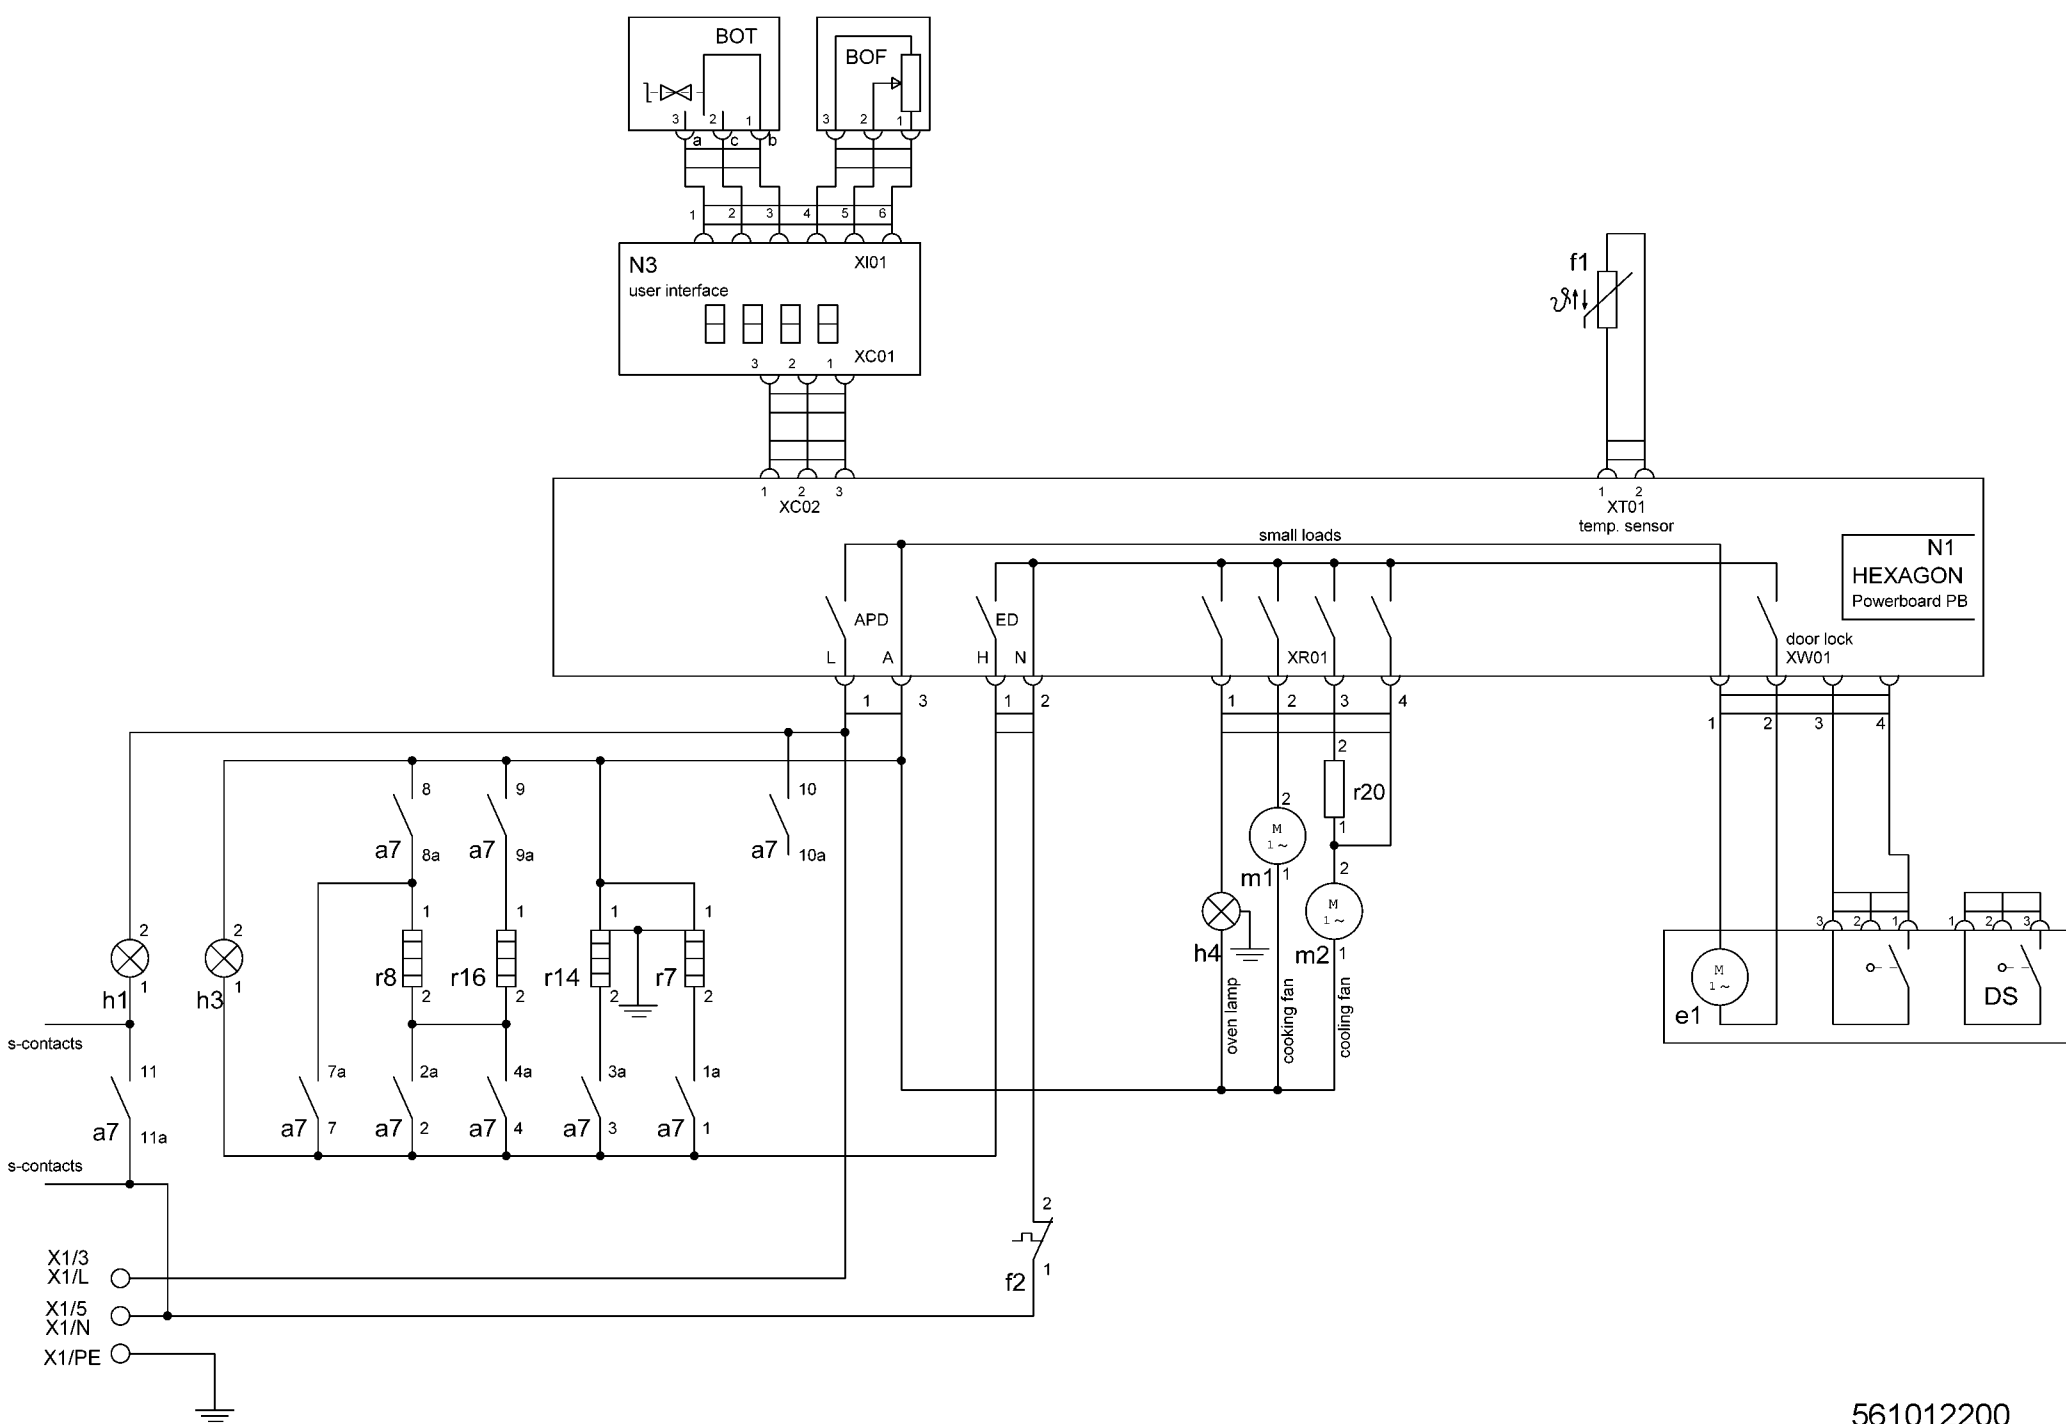 BOT
BOF
3 2 1
3 2 1
a c b
1 2 3 4 5 6
N3
XI01
user interface
XC01
3 2 1
f1
ϑ
1 2 3
XC02
1 2
XT01
temp. sensor
small loads
N1
HEXAGON
Powerboard PB
APD
ED
door lock
L A H N
XR01
XW01
1 3 1 2 1 2 3 4
1 2 3 4
2
8 9 10
r20
2
1
M
1~
a7 8a a7 9a a7 10a
m1 1
2
1 1 1 1
M
1~
3 2 1 1 2 3
2 2
h4 m2 1
r8 r16 r14 r7
M
1~
1 1
h1 h3
2 2 2 2
DS
e1
oven lamp
cooking fan
cooling fan
s-contacts
11 7a 2a 4a 3a 1a
a7 11a a7 7 a7 2 a7 4 a7 3 a7 1
s-contacts
2
X1/3
X1/L
f2 1
X1/5
X1/N
X1/PE
561012200